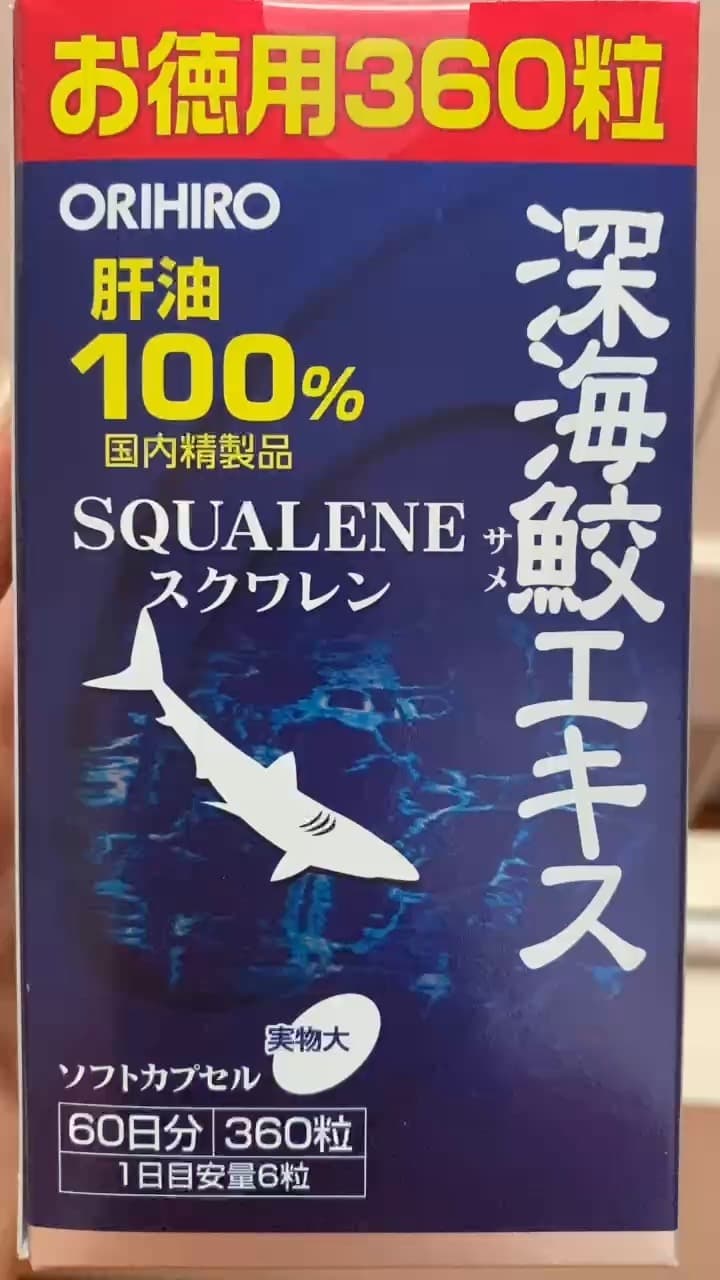 お徳用360粒
ORIHIRO
肝油
100%
国内精製品
SQUALENE
スクワレン
深海鮫エキス
サメ
実物大
ソフトカプセル
60日分 360粒
1日目安量6粒